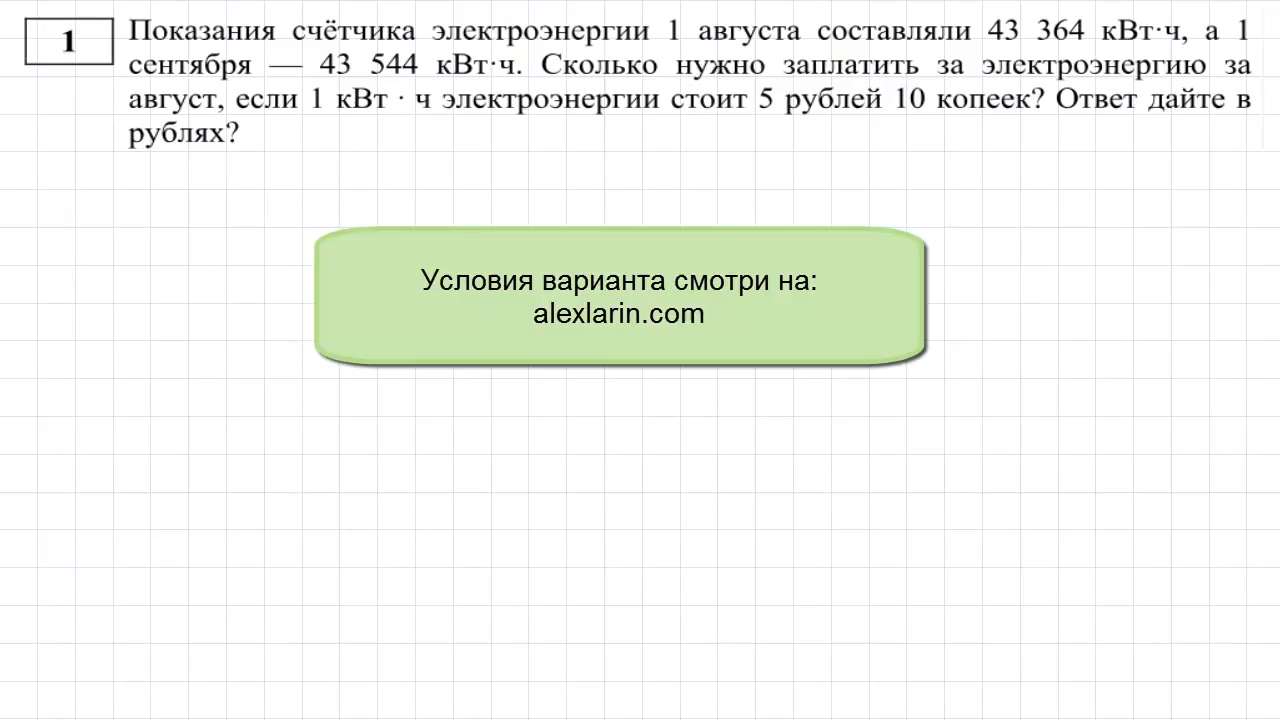 1
Показания счётчика электроэнергии 1 августа составляли 43 364 кВт·ч, а 1
сентября — 43 544 кВт·ч. Сколько нужно заплатить за электроэнергию за
август, если 1 кВт · ч электроэнергии стоит 5 рублей 10 копеек? Ответ дайте в
рублях?
Условия варианта смотри на:
alexlarin.com